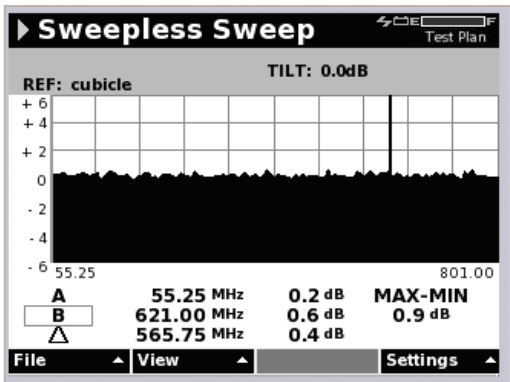 Sweepless Sweep
E F
Test Plan
TILT: 0.0dB
REF: cubicle
+ 6
+ 4
+ 2
0
- 2
- 4
- 6
55.25 801.00
A 55.25 MHz 0.2 dB MAX-MIN
B 621.00 MHz 0.6 dB 0.9 dB
△ 565.75 MHz 0.4 dB
File View Settings